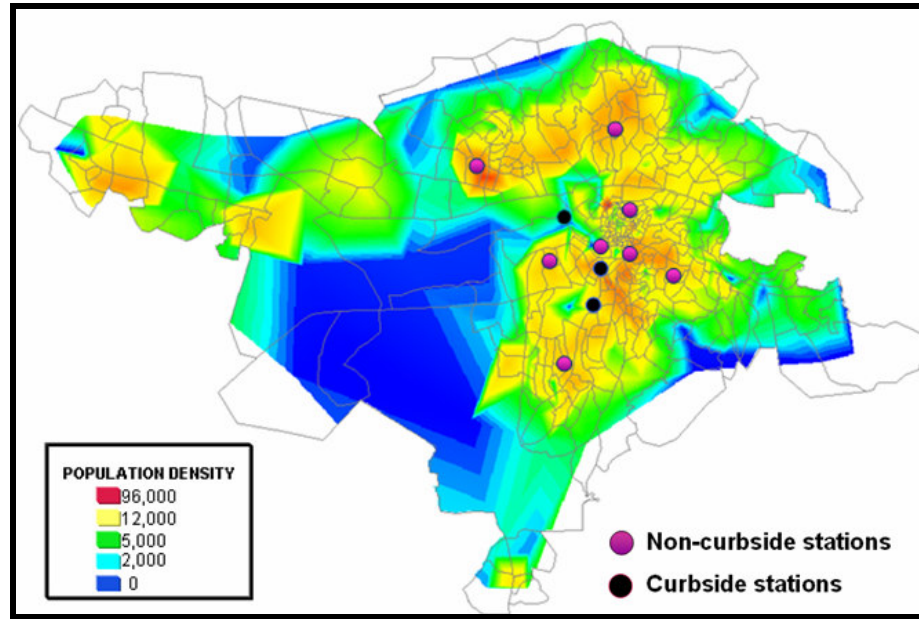 POPULATION DENSITY
96,000
12,000
5,000
2,000
0
Non-curbside stations
Curbside stations